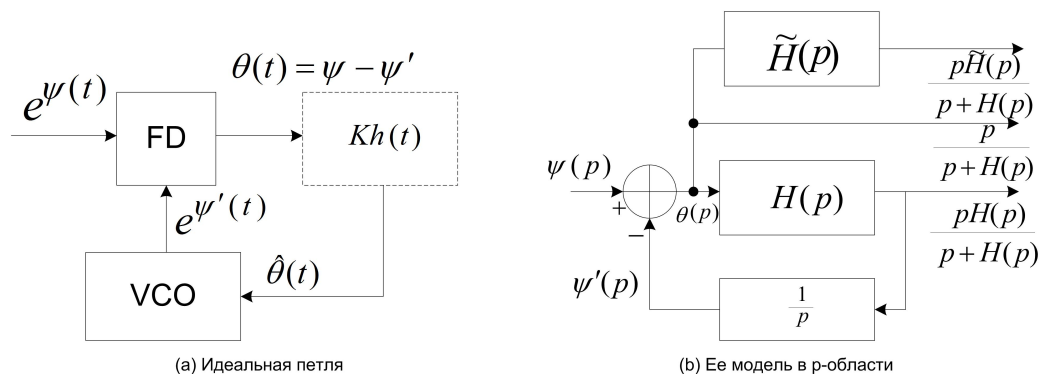 θ(t) = ψ − ψ′
e^{ψ(t)}
FD
Kh(t)
e^{ψ′(t)}
VCO
θ̂(t)
(a) Идеальная петля
H̃(p)
pH̃(p) / p + H(p)
p / p + H(p)
ψ(p)
+
−
θ(p)
H(p)
pH(p) / p + H(p)
ψ′(p)
1 / p
(b) Ее модель в р-области